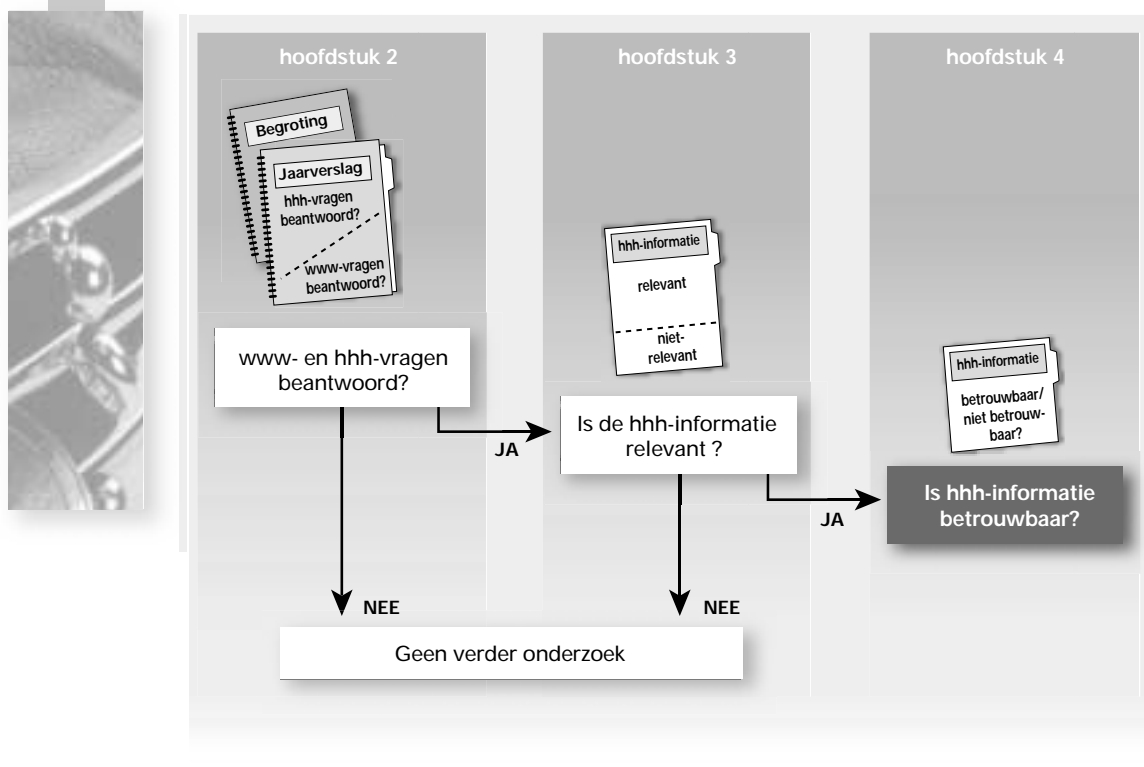 hoofdstuk 2
Begroting
Jaarverslag
hhh-vragen
beantwoord?
www-vragen
beantwoord?
www- en hhh-vragen
beantwoord?
JA
NEE
hoofdstuk 3
hhh-informatie
relevant
niet-
relevant
Is de hhh-informatie
relevant ?
JA
NEE
hoofdstuk 4
hhh-informatie
betrouwbaar/
niet betrouw-
baar?
Is hhh-informatie
betrouwbaar?
Geen verder onderzoek